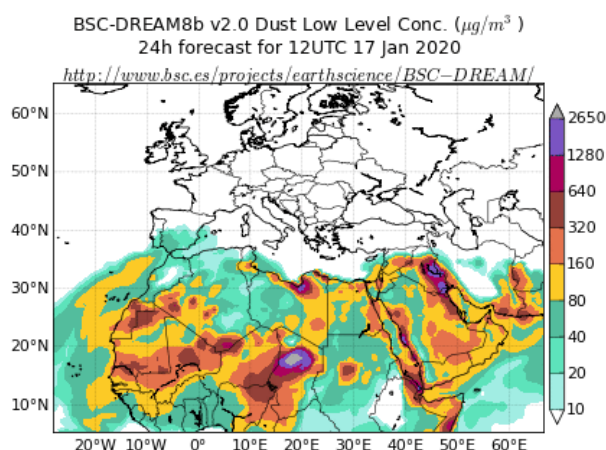 BSC-DREAM8b v2.0 Dust Low Level Conc. (μg/m³ )
24h forecast for 12UTC 17 Jan 2020
http://www.bsc.es/projects/earthscience/BSC−DREAM/
60°N
50°N
40°N
30°N
20°N
10°N
20°W 10°W 0° 10°E 20°E 30°E 40°E 50°E 60°E
2650
1280
640
320
160
80
40
20
10